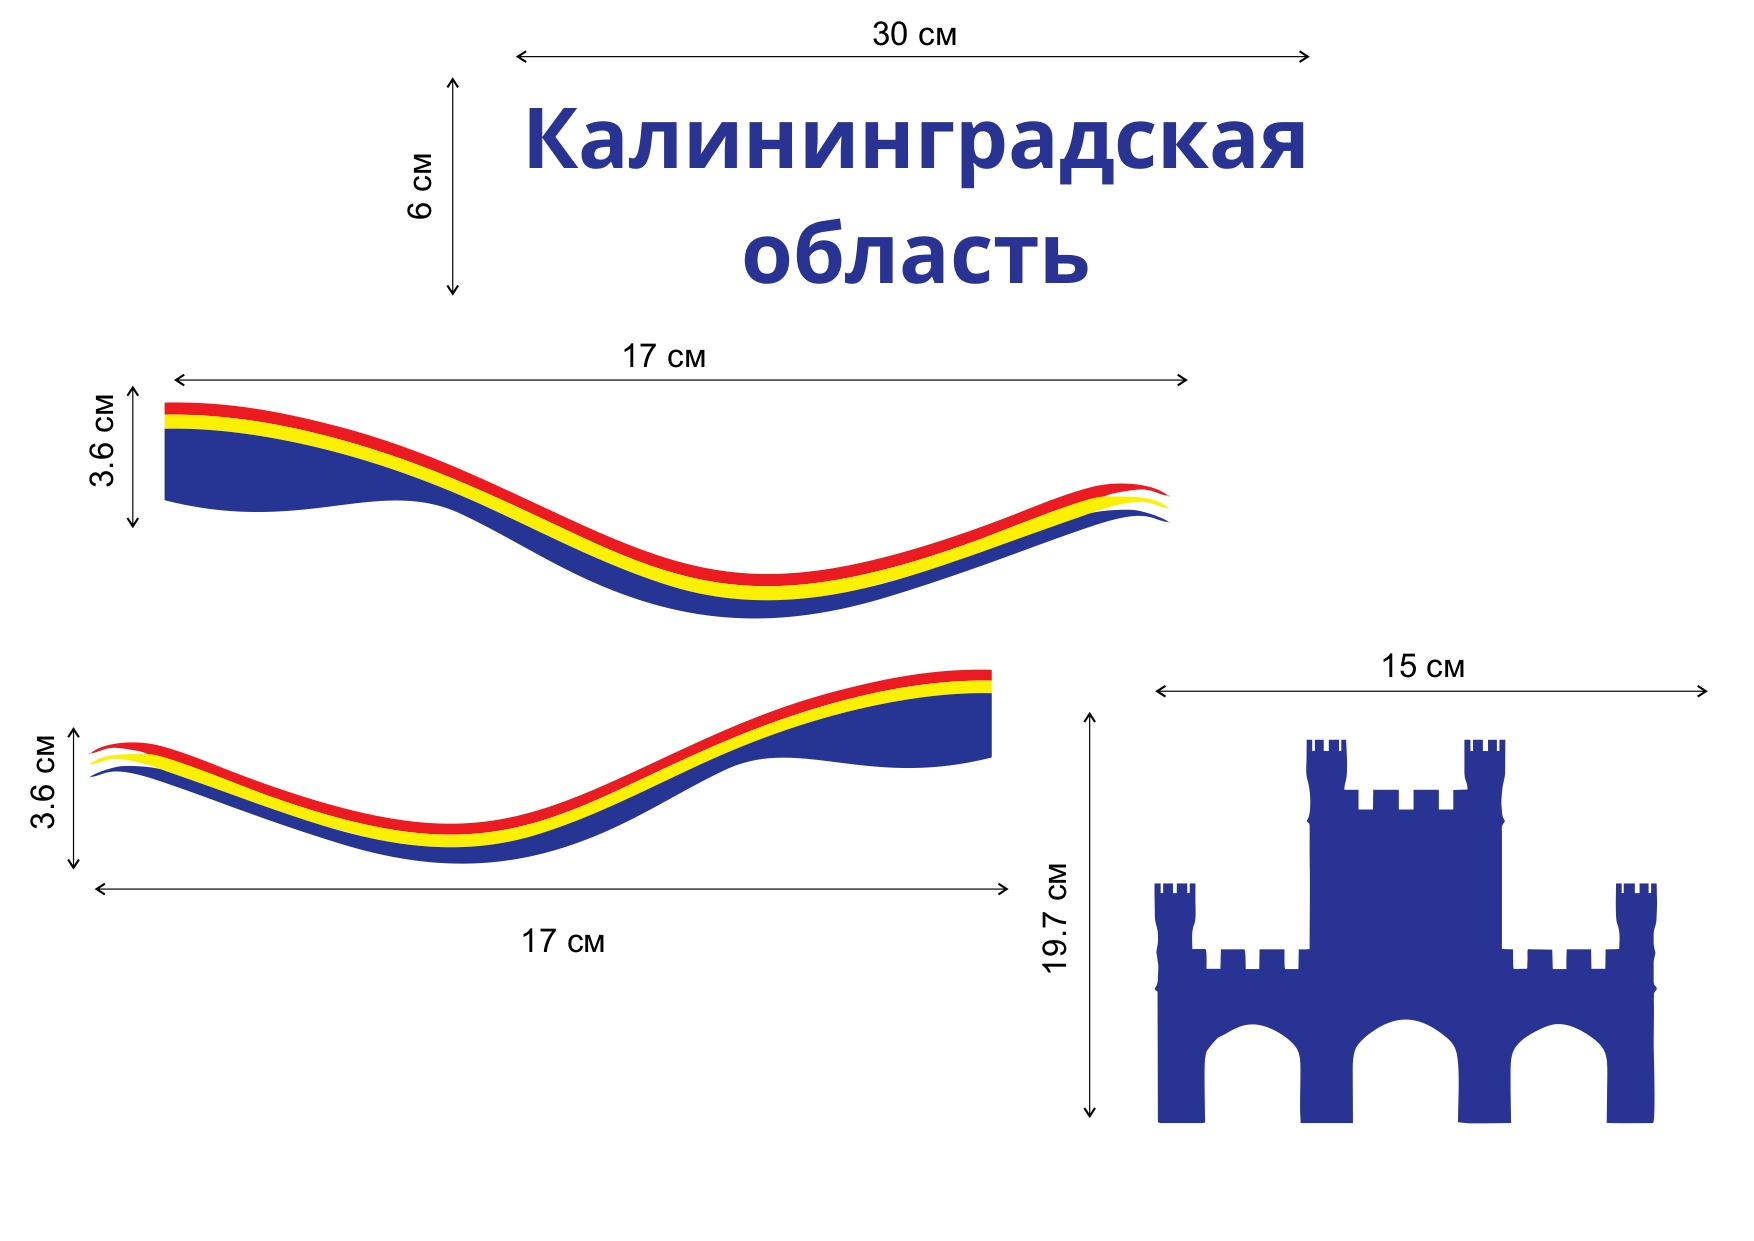 30 см
6 см
Калининградская
область
17 см
3.6 см
3.6 см
17 см
15 см
19.7 см